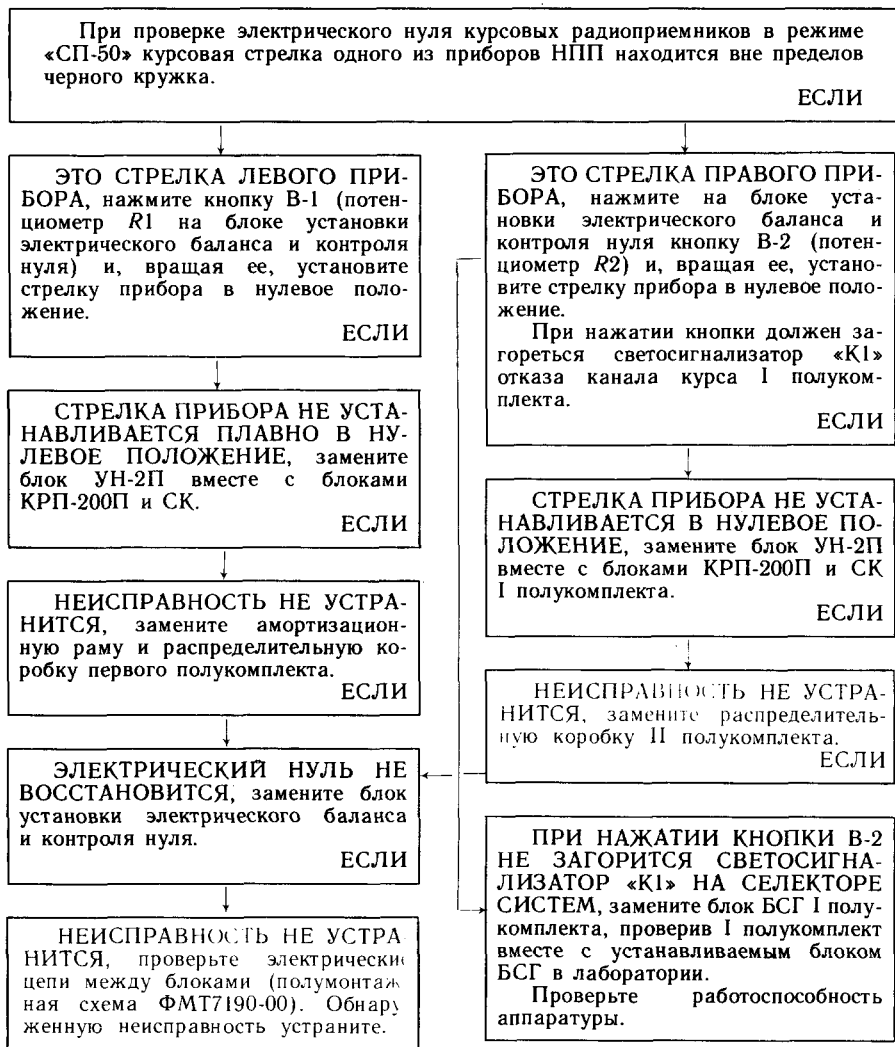 При проверке электрического нуля курсовых радиоприемников в режиме
«СП-50» курсовая стрелка одного из приборов НПП находится вне пределов
черного кружка.
ЕСЛИ
ЭТО СТРЕЛКА ЛЕВОГО ПРИ-
БОРА, нажмите кнопку В-1 (потен-
циометр R1 на блоке установки
электрического баланса и контроля
нуля) и, вращая ее, установите
стрелку прибора в нулевое поло-
жение.
ЕСЛИ
СТРЕЛКА ПРИБОРА НЕ УСТА-
НАВЛИВАЕТСЯ ПЛАВНО В НУ-
ЛЕВОЕ ПОЛОЖЕНИЕ, замените
блок УН-2П вместе с блоками
КРП-200П и СК.
ЕСЛИ
НЕИСПРАВНОСТЬ НЕ УСТРА-
НИТСЯ, замените амортизацион-
ную раму и распределительную ко-
робку первого полукомплекта.
ЕСЛИ
ЭЛЕКТРИЧЕСКИЙ НУЛЬ НЕ
ВОССТАНОВИТСЯ, замените блок
установки электрического баланса
и контроля нуля.
ЕСЛИ
НЕИСПРАВНОСТЬ НЕ УСТРА
НИТСЯ, проверьте электрически
цепи между блоками (полумонтаж
ная схема ФМТ7190-00). Обнару
женную неисправность устраните.
ЭТО СТРЕЛКА ПРАВОГО ПРИ-
БОРА, нажмите на блоке уста-
новки электрического баланса и
контроля нуля кнопку В-2 (потен-
циометр R2) и, вращая ее, устано-
вите стрелку прибора в нулевое по-
ложение.
При нажатии кнопки должен за-
гореться светосигнализатор «К1»
отказа канала курса I полуком-
плекта.
ЕСЛИ
СТРЕЛКА ПРИБОРА НЕ УСТА-
НАВЛИВАЕТСЯ В НУЛЕВОЕ ПО-
ЛОЖЕНИЕ, замените блок УН-2П
вместе с блоками КРП-200П и СК
I полукомплекта.
ЕСЛИ
НЕИСПРАВНОСТЬ НЕ УСТРА-
НИТСЯ, замените распределитель-
ную коробку II полукомплекта.
ЕСЛИ
ПРИ НАЖАТИИ КНОПКИ В-2
НЕ ЗАГОРИТСЯ СВЕТОСИГНА-
ЛИЗАТОР «К1» НА СЕЛЕКТОРЕ
СИСТЕМ, замените блок БСГ I полу-
комплекта, проверив I полукомплект
вместе с устанавливаемым блоком
БСГ в лаборатории.
Проверьте работоспособность
аппаратуры.